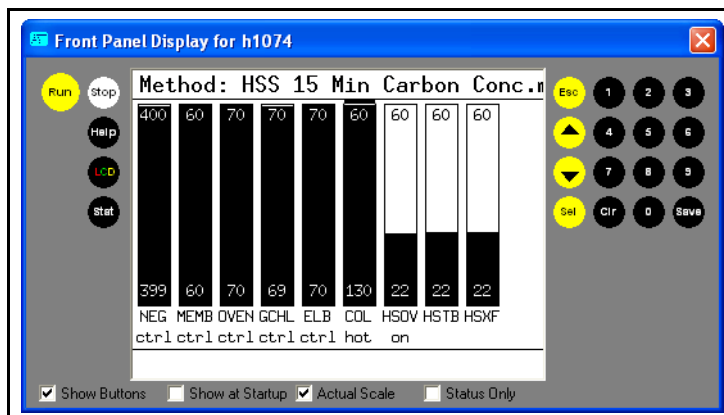 Front Panel Display for h1074
Run Stop Method: HSS 15 Min Carbon Conc.m Esc 1 2 3
400 60 70 70 70 60 60 60 60
Help 4 5 6
LCD 7 8 9
Stat Sel Clr 0 Save
399 60 70 69 70 130 22 22 22
NEG MEMB OVEN GCHL ELB COL HSOV HSTB HSXF
ctrl ctrl ctrl ctrl ctrl hot on
Show Buttons Show at Startup Actual Scale Status Only